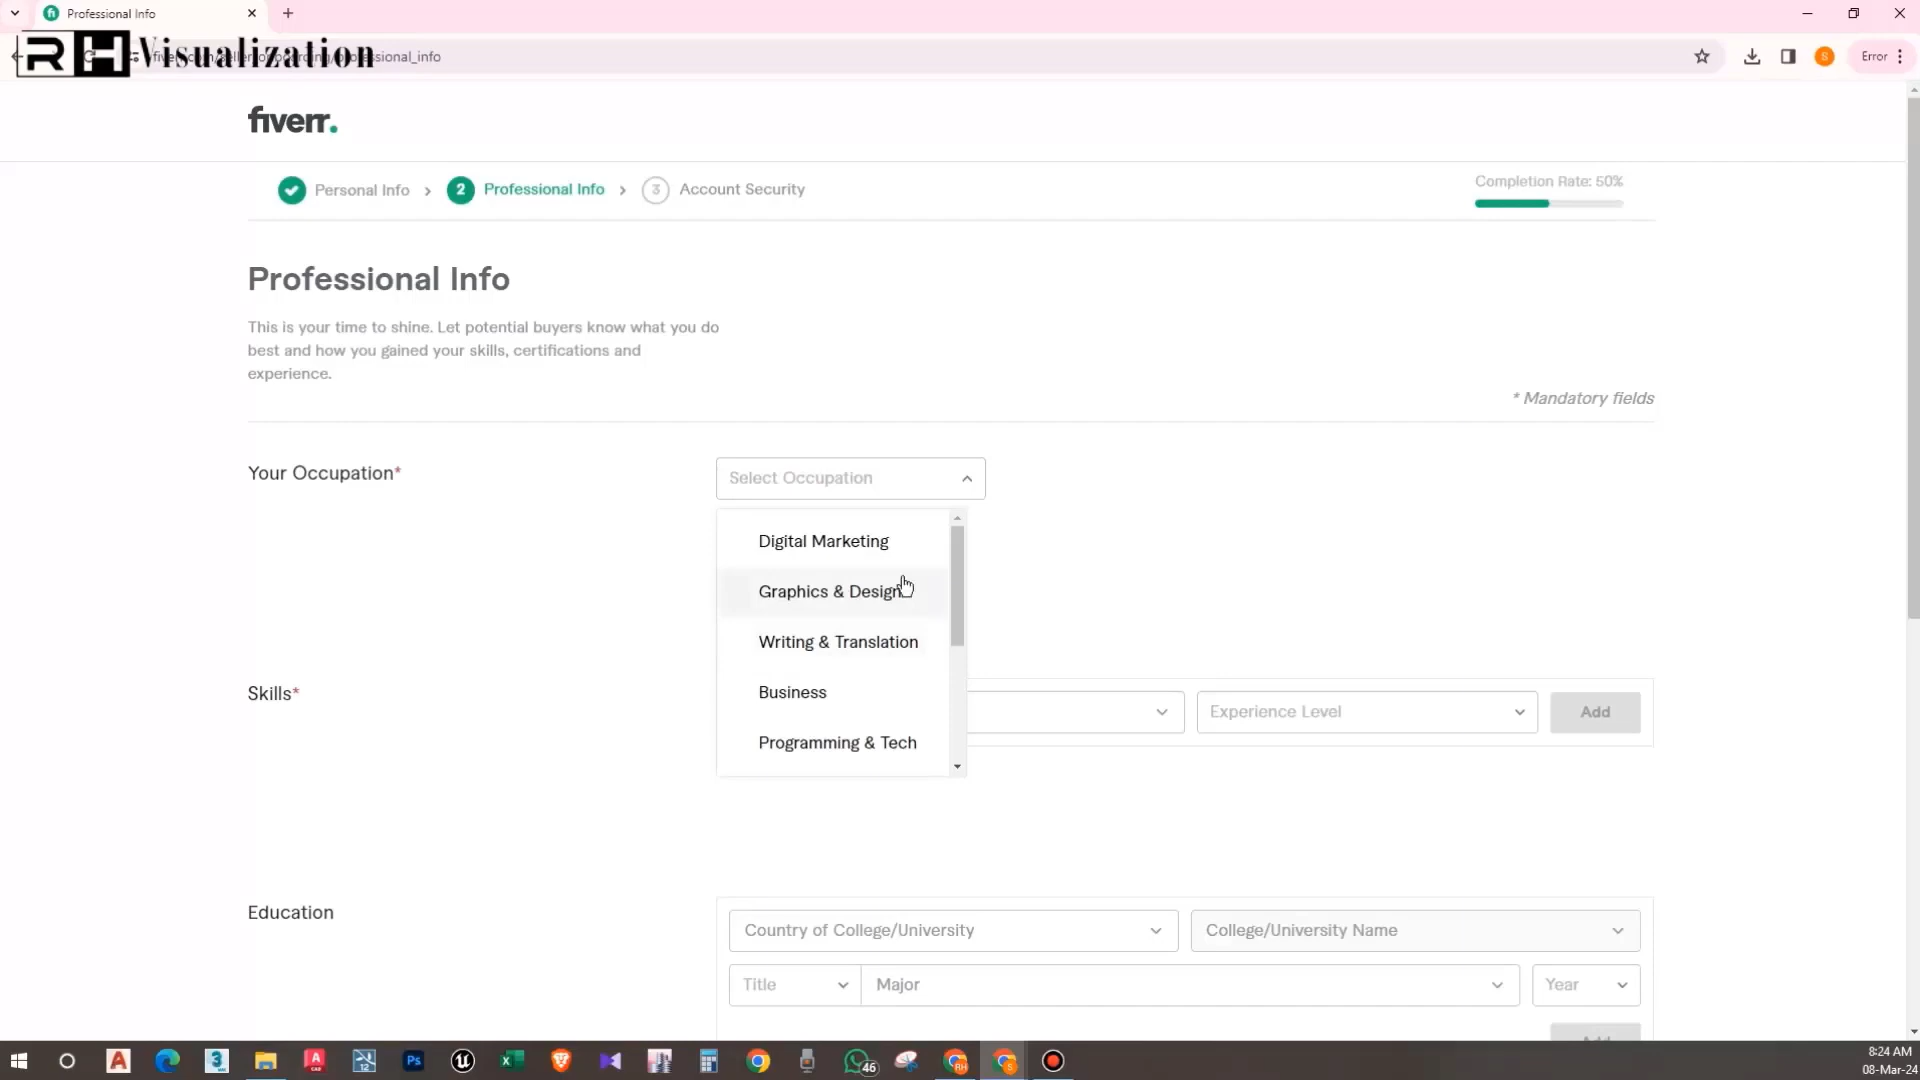 Professional Info
RH Visualization
professional_info
Error
fiverr.
Personal Info
2 Professional Info
3 Account Security
Completion Rate: 50%
Professional Info
This is your time to shine. Let potential buyers know what you do
best and how you gained your skills, certifications and
experience.
* Mandatory fields
Your Occupation*
Select Occupation
Digital Marketing
Graphics & Design
Writing & Translation
Business
Programming & Tech
Skills*
Experience Level
Add
Education
Country of College/University
College/University Name
Title
Major
Year
46
8:24 AM
08-Mar-24